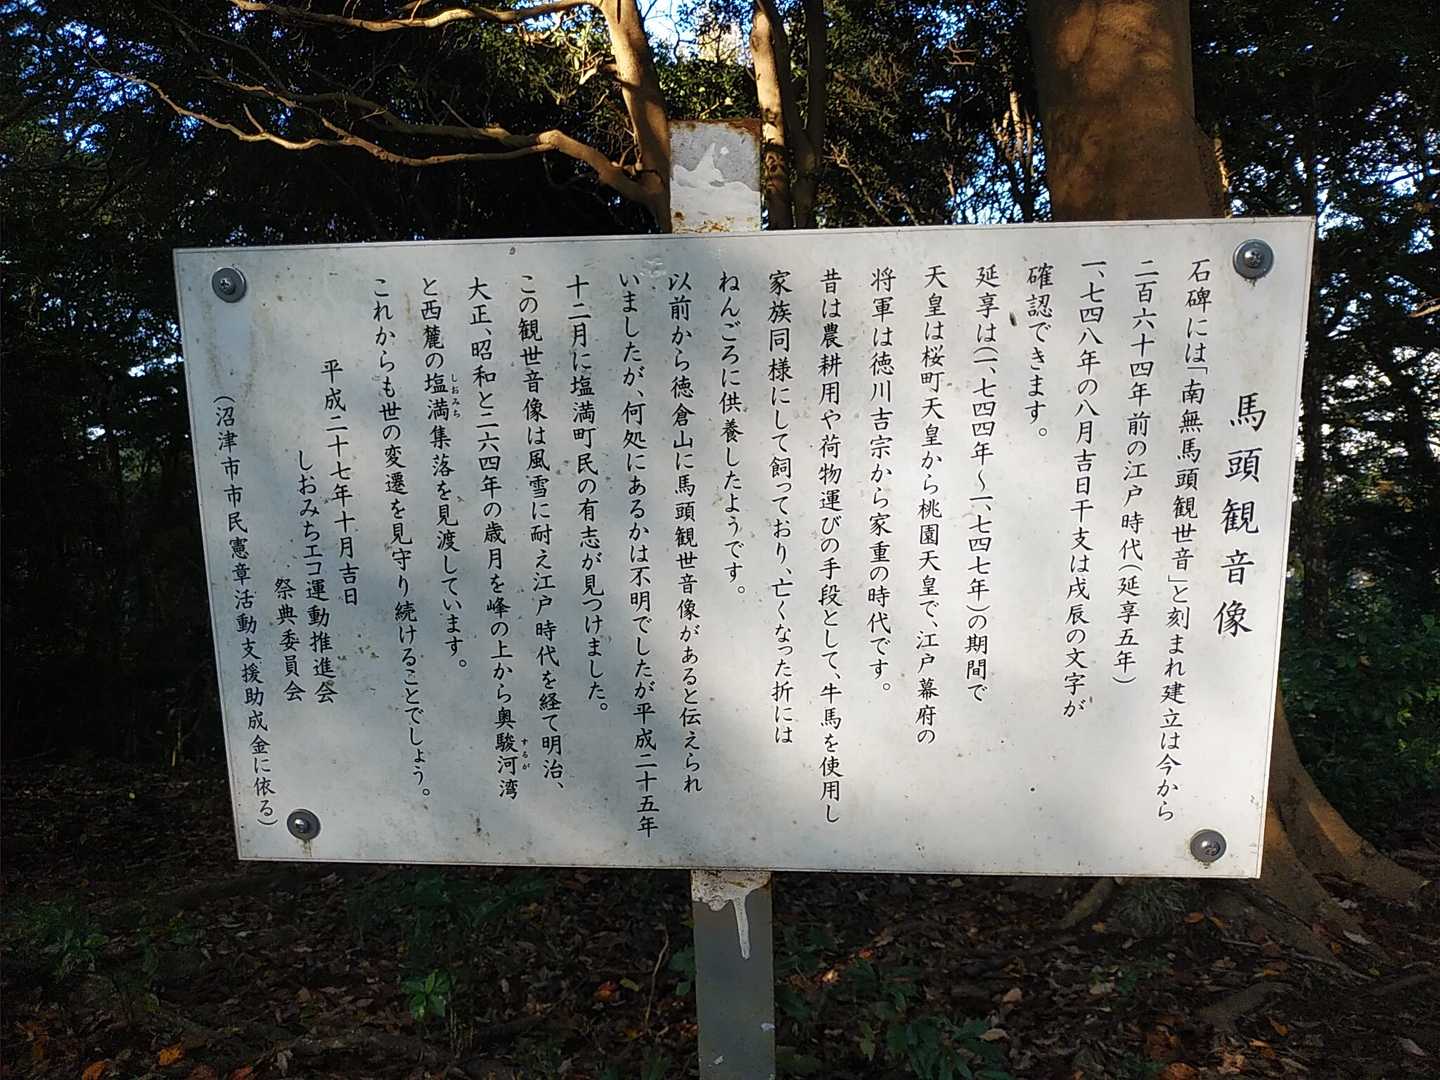 馬頭観音像
石碑には「南無馬頭観世音」と刻まれ建立は今から
二百六十四年前の江戸時代（延享五年）
一、七四八年の八月吉日干支は戌辰の文字が
確認できます。
延享は（一、七四四年～一、七四七年）の期間で
天皇は桜町天皇から桃園天皇で、江戸幕府の
将軍は徳川吉宗から家重の時代です。
昔は農耕用や荷物運びの手段として、牛馬を使用し
家族同様にして飼っており、亡くなった折には
ねんごろに供養したようです。
以前から徳倉山に馬頭観世音像があると伝えられ
いましたが、何処にあるかは不明でしたが平成二十五年
十二月に塩満町民の有志が見つけました。
この観世音像は風雪に耐え江戸時代を経て明治、
大正、昭和と二六四年の歳月を峰の上から奥駿河湾
するが
と西麓の塩満集落を見渡しています。
しおみち
これからも世の変遷を見守り続けることでしょう。
平成二十七年十月吉日
しおみちエコ運動推進会
祭典委員会
（沼津市市民憲章活動支援助成金に依る）